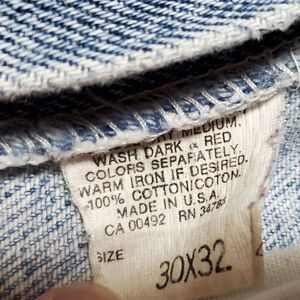 MEDIUM.
WASH DARK & RED
COLORS SEPARATELY.
WARM IRON IF DESIRED.
100% COTTON/COTON.
MADE IN U.S.A.
CA 00492 RN
SIZE
30X32